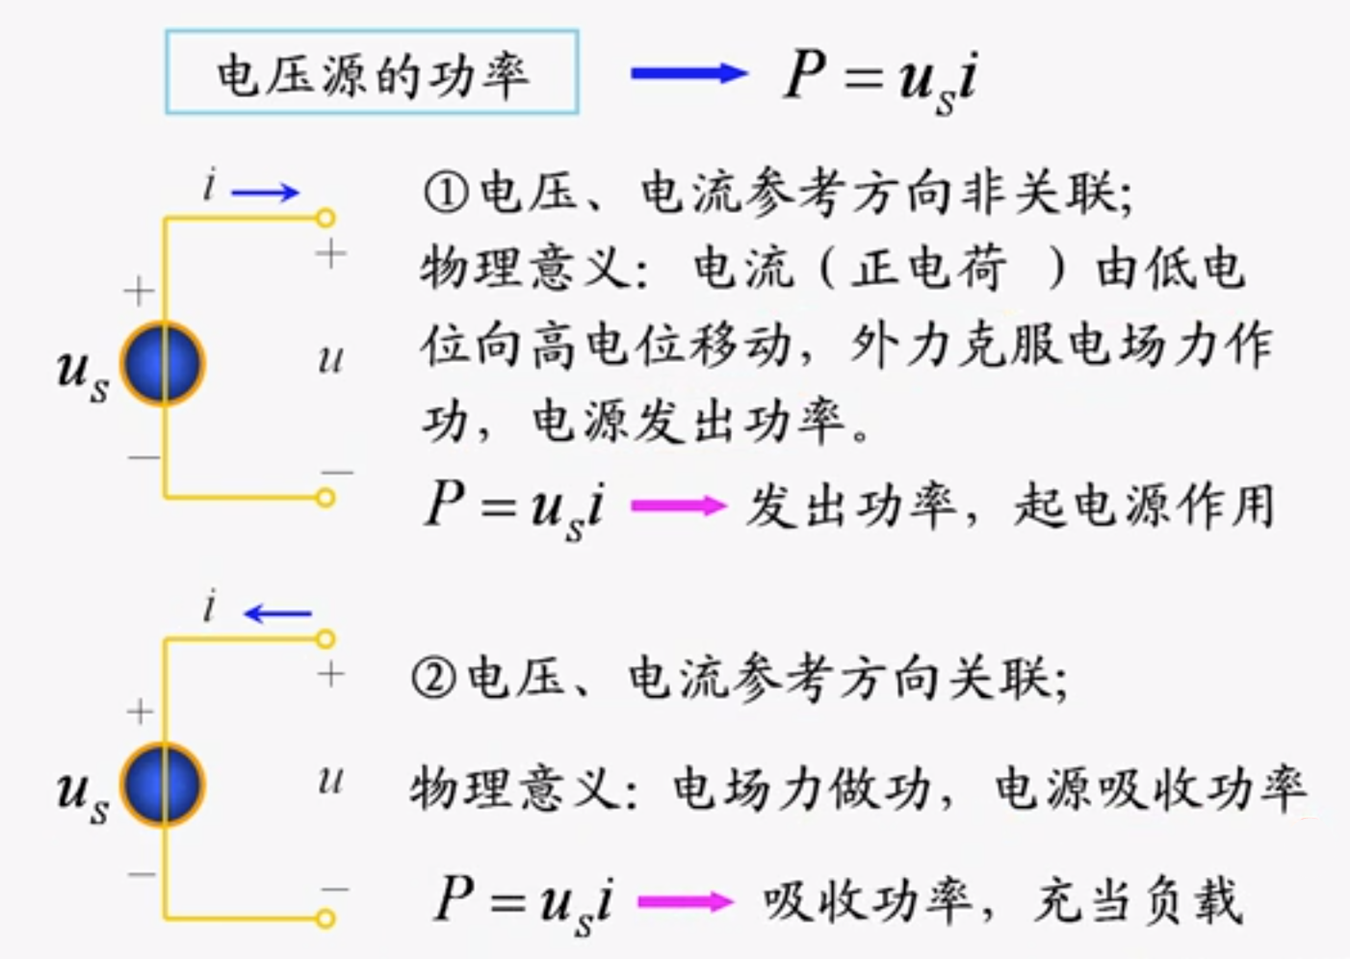 电压源的功率 P = u_s i
i
①电压、电流参考方向非关联;
+
+
物理意义：电流（正电荷 ）由低电
位向高电位移动，外力克服电场力作
u_s
u
功，电源发出功率。
−
−
P = u_s i 发出功率，起电源作用
i
②电压、电流参考方向关联;
+
+
u_s
u
物理意义：电场力做功，电源吸收功率
−
−
P = u_s i 吸收功率，充当负载